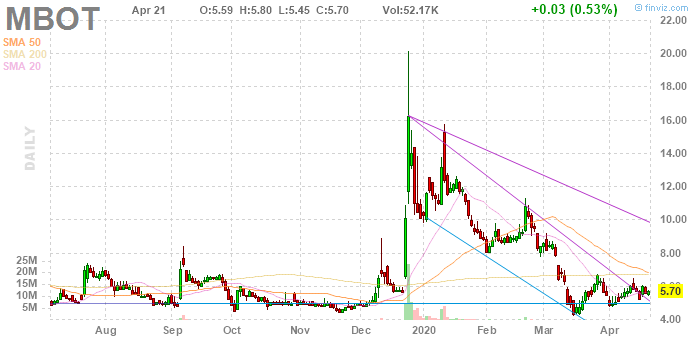 MBOT Apr 21 O:5.59 H:5.80 L:5.45 C:5.70 Vol:52.17K +0.03 (0.53%)
© finviz.com
SMA 50
SMA 200
SMA 20
DAILY
22.00
20.00
18.00
16.00
14.00
12.00
10.00
8.00
5.70
4.00
25M
20M
15M
10M
5M
Aug Sep Oct Nov Dec 2020 Feb Mar Apr